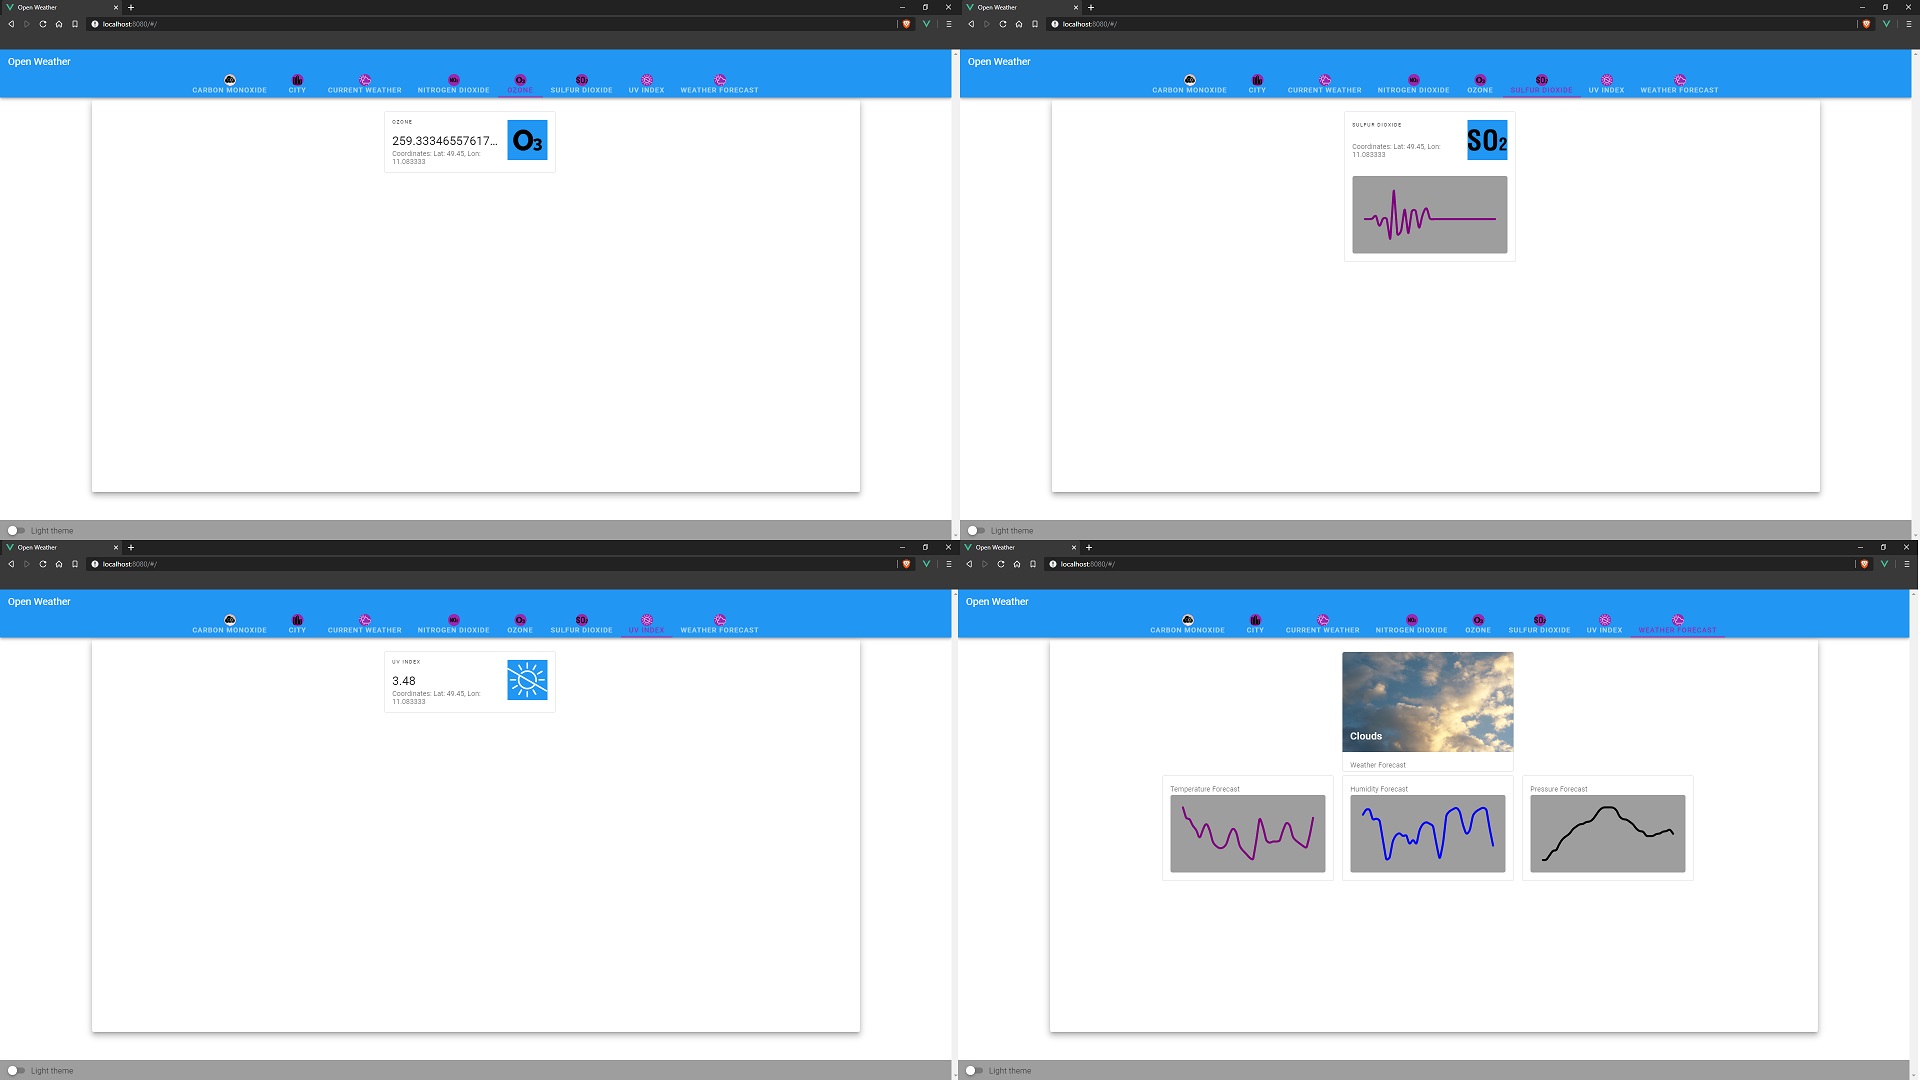 Open Weather
localhost:8080/#/
Open Weather
CARBON MONOXIDE
CITY
CURRENT WEATHER
NITROGEN DIOXIDE
OZONE
SULFUR DIOXIDE
UV INDEX
WEATHER FORECAST
OZONE
259.33346557617...
Coordinates: Lat: 49.45, Lon:
11.083333
O3
Light theme
Open Weather
localhost:8080/#/
Open Weather
CARBON MONOXIDE
CITY
CURRENT WEATHER
NITROGEN DIOXIDE
OZONE
SULFUR DIOXIDE
UV INDEX
WEATHER FORECAST
SULFUR DIOXIDE
Coordinates: Lat: 49.45, Lon:
11.083333
SO2
Light theme
Open Weather
localhost:8080/#/
Open Weather
CARBON MONOXIDE
CITY
CURRENT WEATHER
NITROGEN DIOXIDE
OZONE
SULFUR DIOXIDE
UV INDEX
WEATHER FORECAST
UV INDEX
3.48
Coordinates: Lat: 49.45, Lon:
11.083333
Light theme
Open Weather
localhost:8080/#/
Open Weather
CARBON MONOXIDE
CITY
CURRENT WEATHER
NITROGEN DIOXIDE
OZONE
SULFUR DIOXIDE
UV INDEX
WEATHER FORECAST
Clouds
Weather Forecast
Temperature Forecast
Humidity Forecast
Pressure Forecast
Light theme